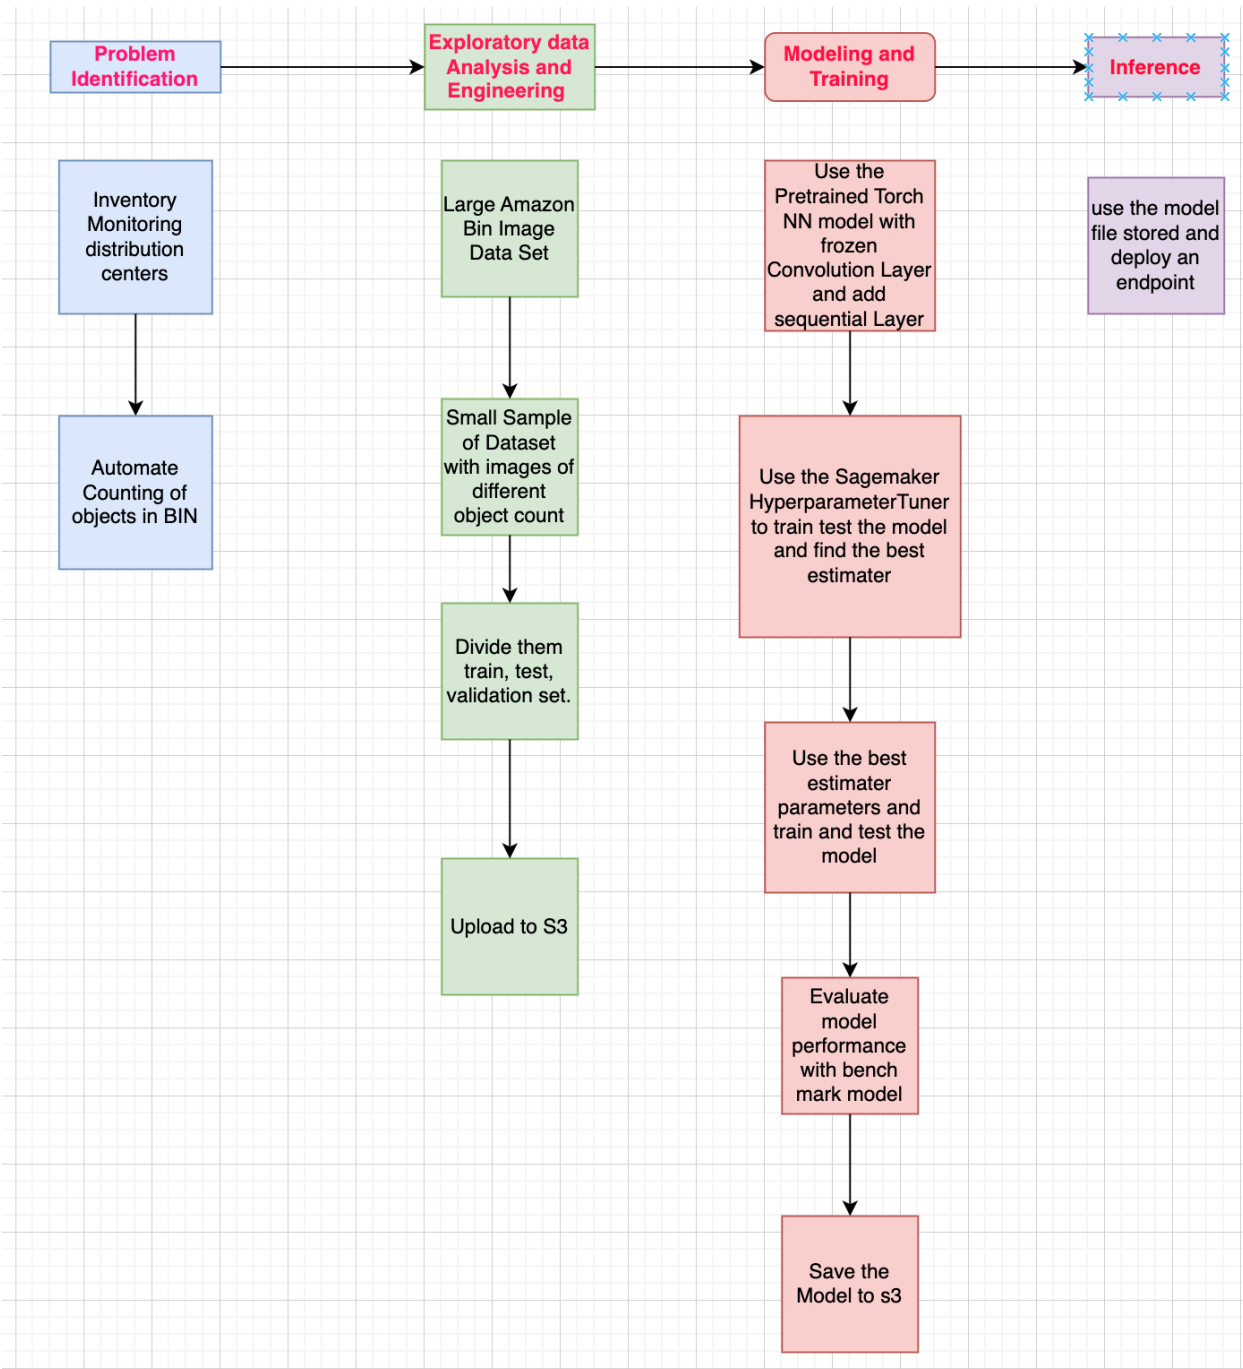 Problem
Identification
Exploratory data
Analysis and
Engineering
Modeling and
Training
Inference
Inventory
Monitoring
distribution
centers
Automate
Counting of
objects in BIN
Large Amazon
Bin Image
Data Set
Small Sample
of Dataset
with images of
different
object count
Divide them
train, test,
validation set.
Upload to S3
Use the
Pretrained Torch
NN model with
frozen
Convolution Layer
and add
sequential Layer
Use the Sagemaker
HyperparameterTuner
to train test the model
and find the best
estimater
Use the best
estimater
parameters and
train and test the
model
Evaluate
model
performance
with bench
mark model
Save the
Model to s3
use the model
file stored and
deploy an
endpoint